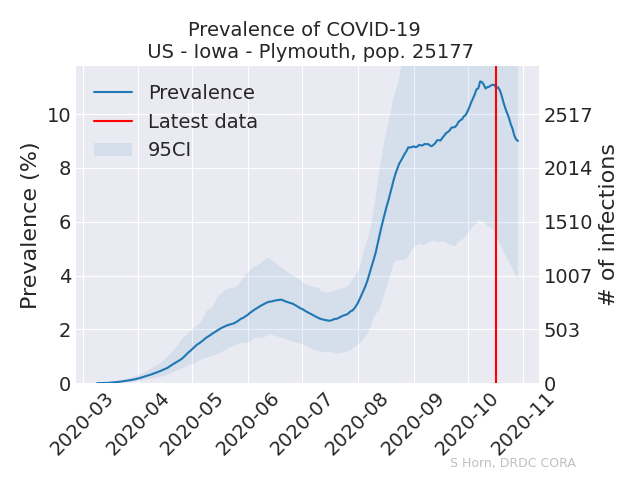 Prevalence of COVID-19
US - Iowa - Plymouth, pop. 25177
Prevalence
Latest data
95CI
Prevalence (%)
10
8
6
4
2
0
# of infections
2517
2014
1510
1007
503
0
2020-03
2020-04
2020-05
2020-06
2020-07
2020-08
2020-09
2020-10
2020-11
S Horn, DRDC CORA